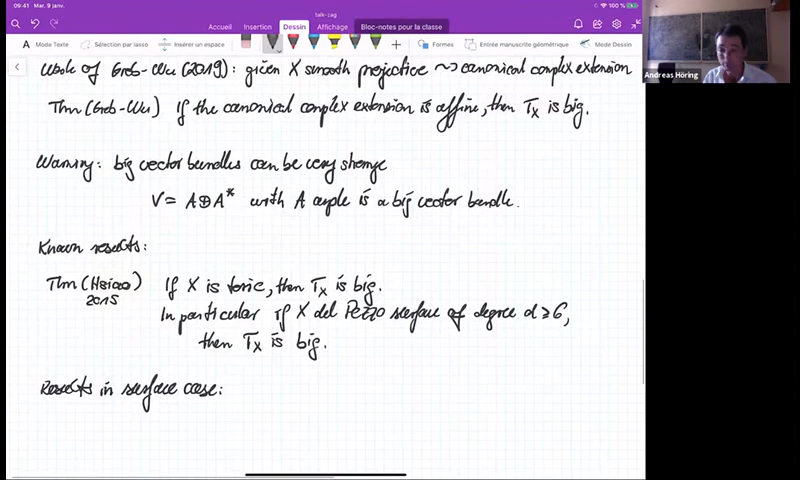 09:41 Mar. 9 janv.
talk-zag
100 %
Accueil Insertion Dessin Affichage Bloc-notes pour la classe
Mode Texte Sélection par lasso Insérer un espace Formes Entrée manuscrite géométrique Mode Dessin
Work of Greb-Wu (2019): given X smooth projective ⇝ canonical complex extension
Thm (Greb-Wu) If the canonical complex extension is affine, then T_X is big.
Warning: big vector bundles can be very strange
V = A ⊕ A* with A ample is a big vector bundle.
Known results:
Thm (Hsiao) If X is toric, then T_X is big.
2015
In particular if X del Pezzo surface of degree d ≥ 6,
then T_X is big.
Results in surface case:
Andreas Höring